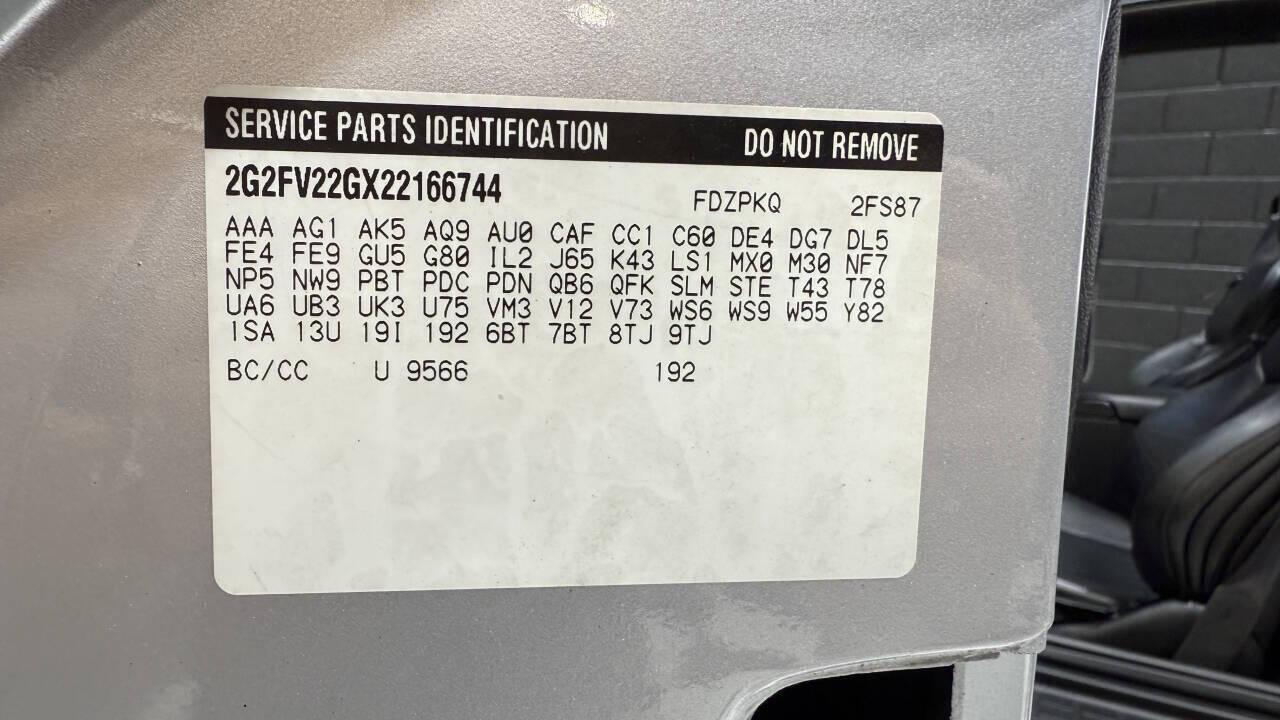 SERVICE PARTS IDENTIFICATION DO NOT REMOVE
2G2FV22GX22166744 FDZPKQ 2FS87
AAA AG1 AK5 AQ9 AU0 CAF CC1 C60 DE4 DG7 DL5
FE4 FE9 GU5 G80 IL2 J65 K43 LS1 MX0 M30 NF7
NP5 NW9 PBT PDC PDN QB6 QFK SLM STE T43 T78
UA6 UB3 UK3 U75 VM3 V12 V73 WS6 WS9 W55 Y82
1SA 13U 19I 192 6BT 7BT 8TJ 9TJ
BC/CC U 9566 192